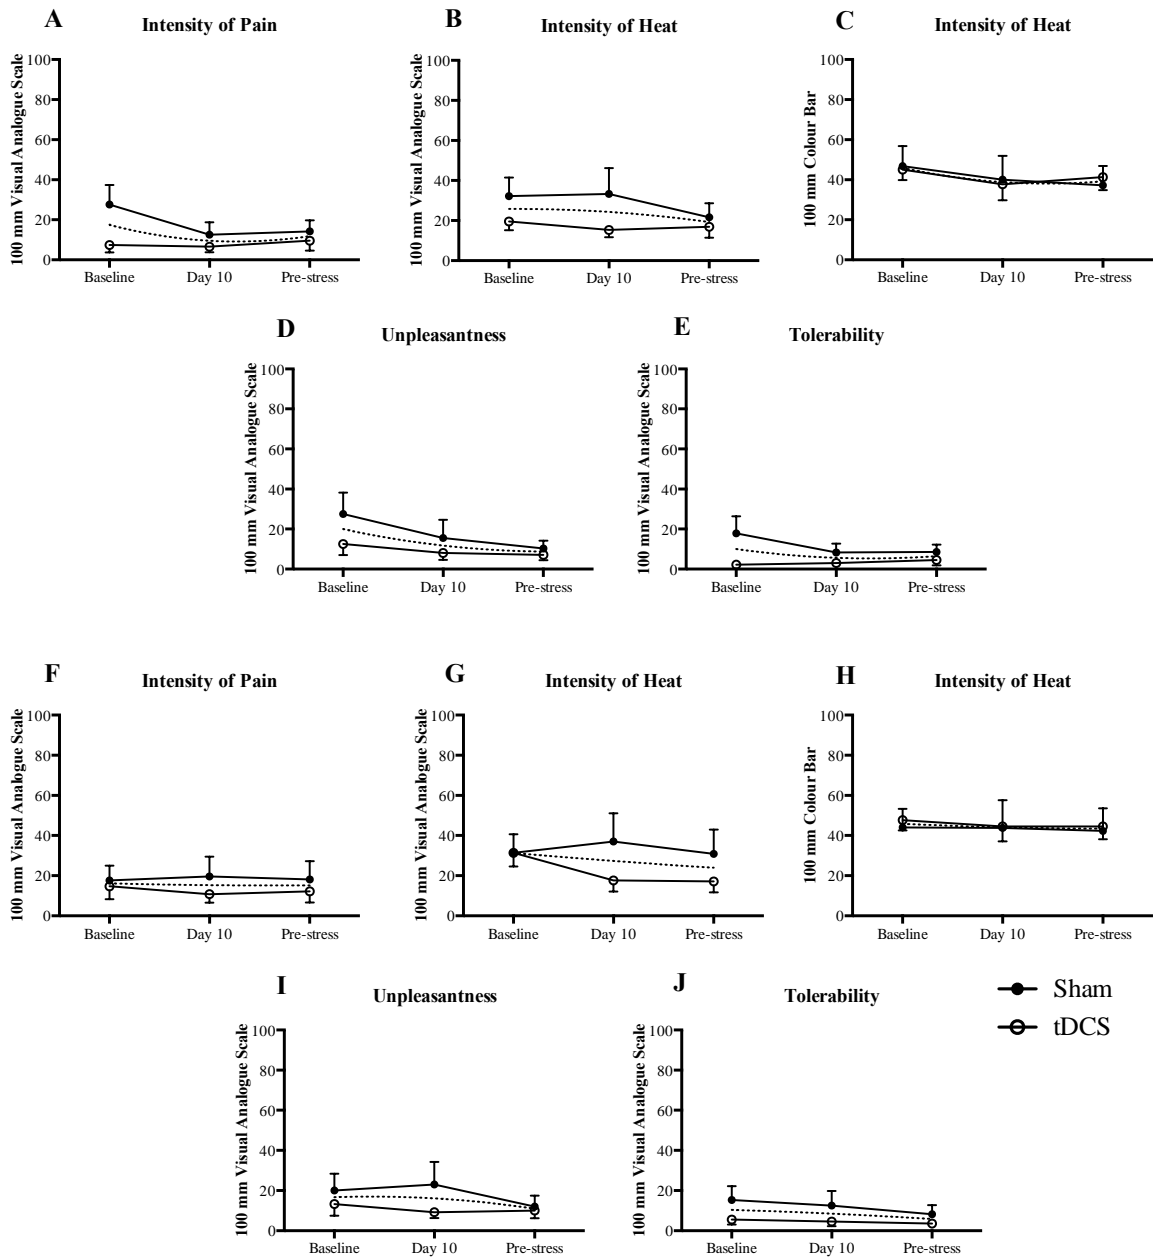 A
Intensity of Pain
100 mm Visual Analogue Scale
100
80
60
40
20
0
Baseline
Day 10
Pre-stress
B
Intensity of Heat
100 mm Visual Analogue Scale
100
80
60
40
20
0
Baseline
Day 10
Pre-stress
C
Intensity of Heat
100 mm Colour Bar
100
80
60
40
20
0
Baseline
Day 10
Pre-stress
D
Unpleasantness
100 mm Visual Analogue Scale
100
80
60
40
20
0
Baseline
Day 10
Pre-stress
E
Tolerability
100 mm Visual Analogue Scale
100
80
60
40
20
0
Baseline
Day 10
Pre-stress
F
Intensity of Pain
100 mm Visual Analogue Scale
100
80
60
40
20
0
Baseline
Day 10
Pre-stress
G
Intensity of Heat
100 mm Visual Analogue Scale
100
80
60
40
20
0
Baseline
Day 10
Pre-stress
H
Intensity of Heat
100 mm Colour Bar
100
80
60
40
20
0
Baseline
Day 10
Pre-stress
I
Unpleasantness
100 mm Visual Analogue Scale
100
80
60
40
20
0
Baseline
Day 10
Pre-stress
J
Tolerability
100 mm Visual Analogue Scale
100
80
60
40
20
0
Baseline
Day 10
Pre-stress
Sham
tDCS